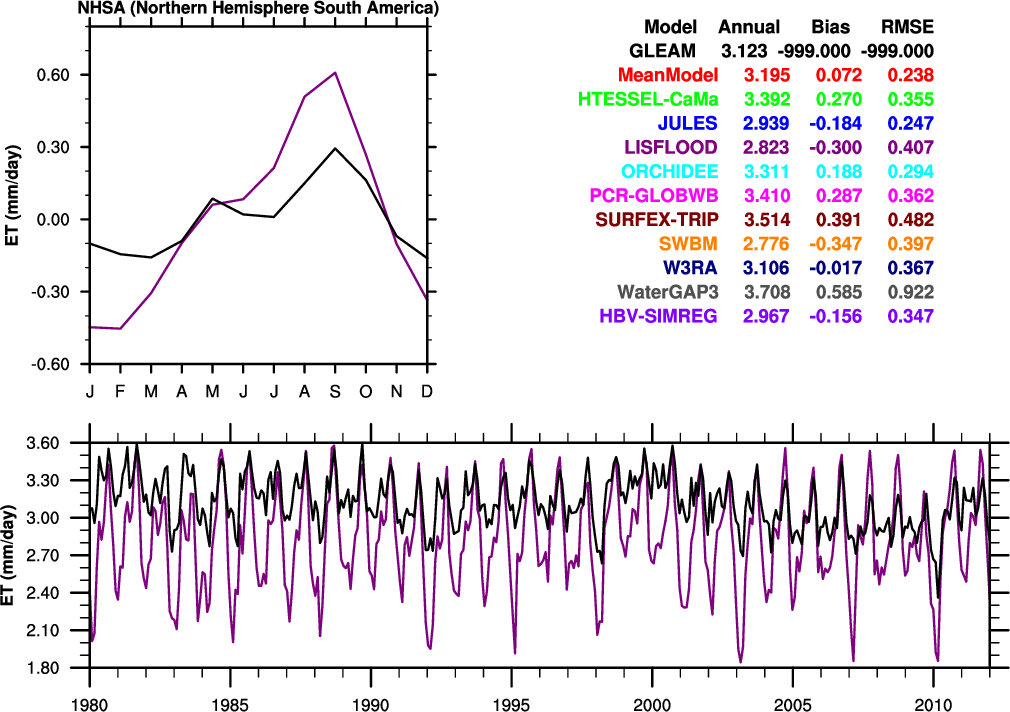 NHSA (Northern Hemisphere South America)
ET (mm/day)
0.60
0.30
0.00
-0.30
-0.60
J F M A M J J A S O N D
Model Annual Bias RMSE
GLEAM 3.123 -999.000 -999.000
MeanModel 3.195 0.072 0.238
HTESSEL-CaMa 3.392 0.270 0.355
JULES 2.939 -0.184 0.247
LISFLOOD 2.823 -0.300 0.407
ORCHIDEE 3.311 0.188 0.294
PCR-GLOBWB 3.410 0.287 0.362
SURFEX-TRIP 3.514 0.391 0.482
SWBM 2.776 -0.347 0.397
W3RA 3.106 -0.017 0.367
WaterGAP3 3.708 0.585 0.922
HBV-SIMREG 2.967 -0.156 0.347
ET (mm/day)
3.60
3.30
3.00
2.70
2.40
2.10
1.80
1980 1985 1990 1995 2000 2005 2010